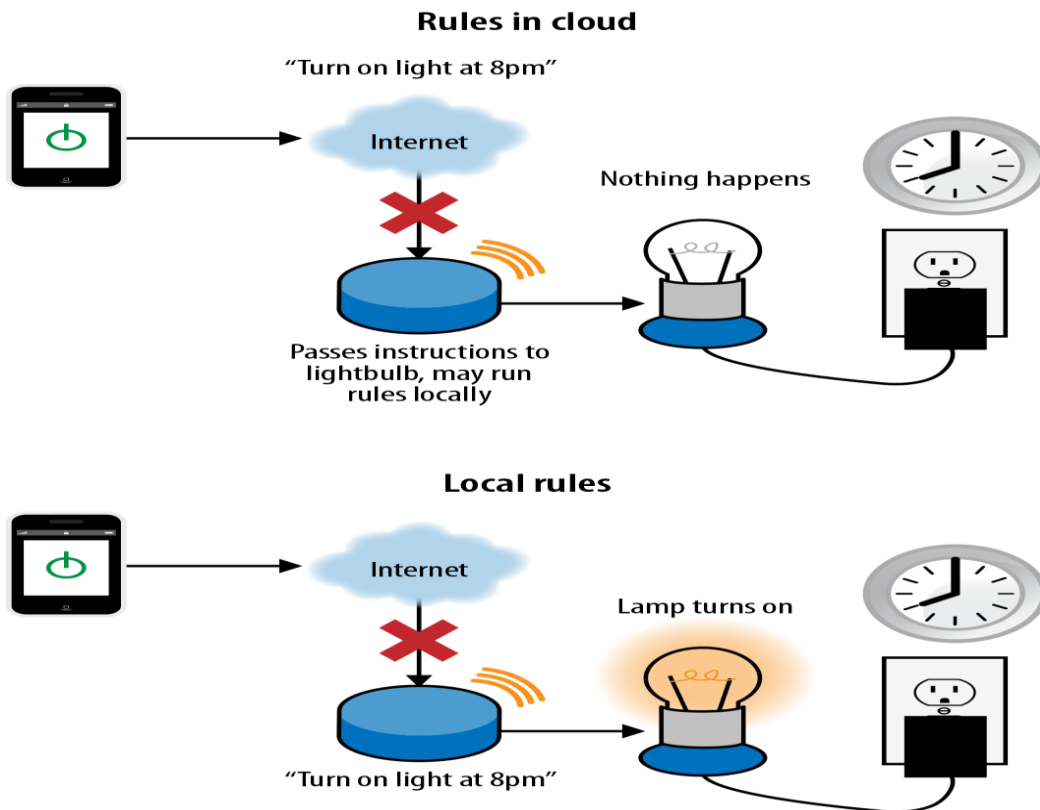 Rules in cloud
“Turn on light at 8pm”
Internet
Nothing happens
Passes instructions to
lightbulb, may run
rules locally
Local rules
Internet
Lamp turns on
“Turn on light at 8pm”